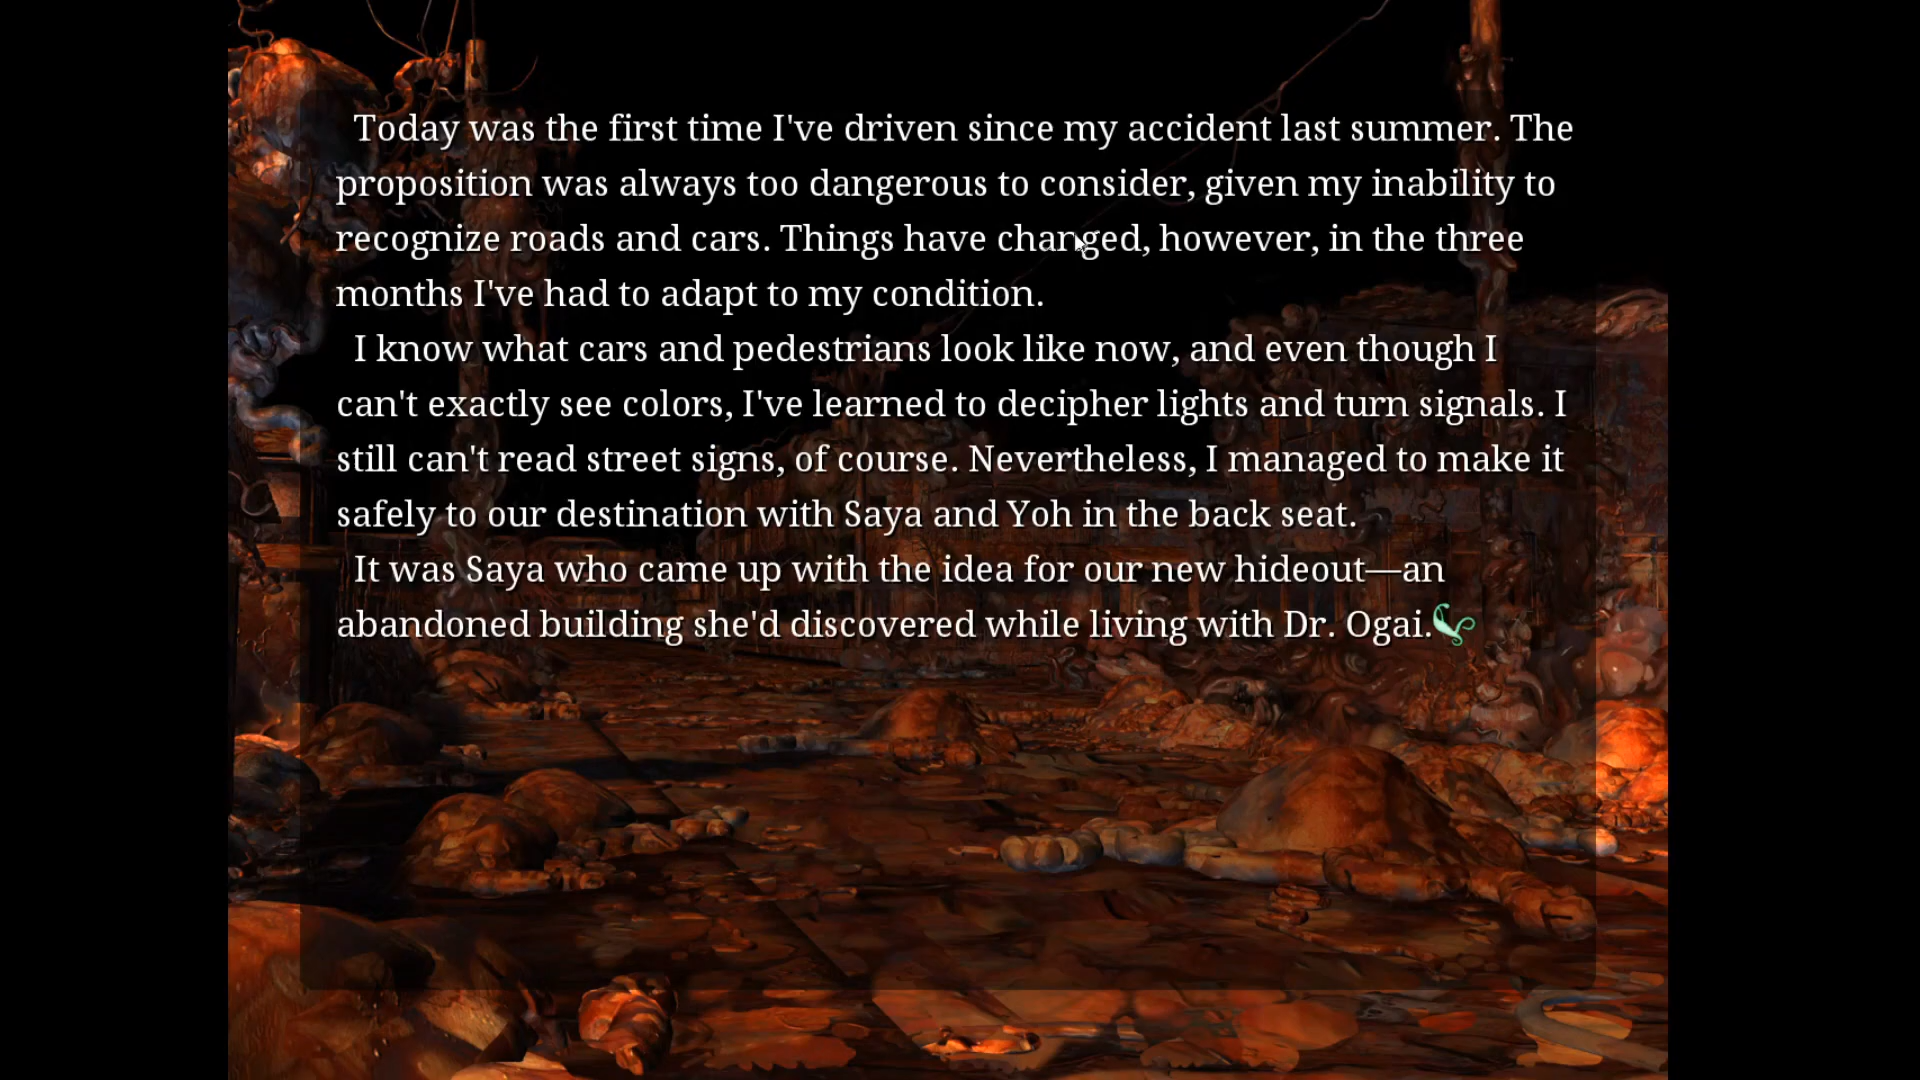 Today was the first time I've driven since my accident last summer. The
proposition was always too dangerous to consider, given my inability to
recognize roads and cars. Things have changed, however, in the three
months I've had to adapt to my condition.
I know what cars and pedestrians look like now, and even though I
can't exactly see colors, I've learned to decipher lights and turn signals. I
still can't read street signs, of course. Nevertheless, I managed to make it
safely to our destination with Saya and Yoh in the back seat.
It was Saya who came up with the idea for our new hideout—an
abandoned building she'd discovered while living with Dr. Ogai.